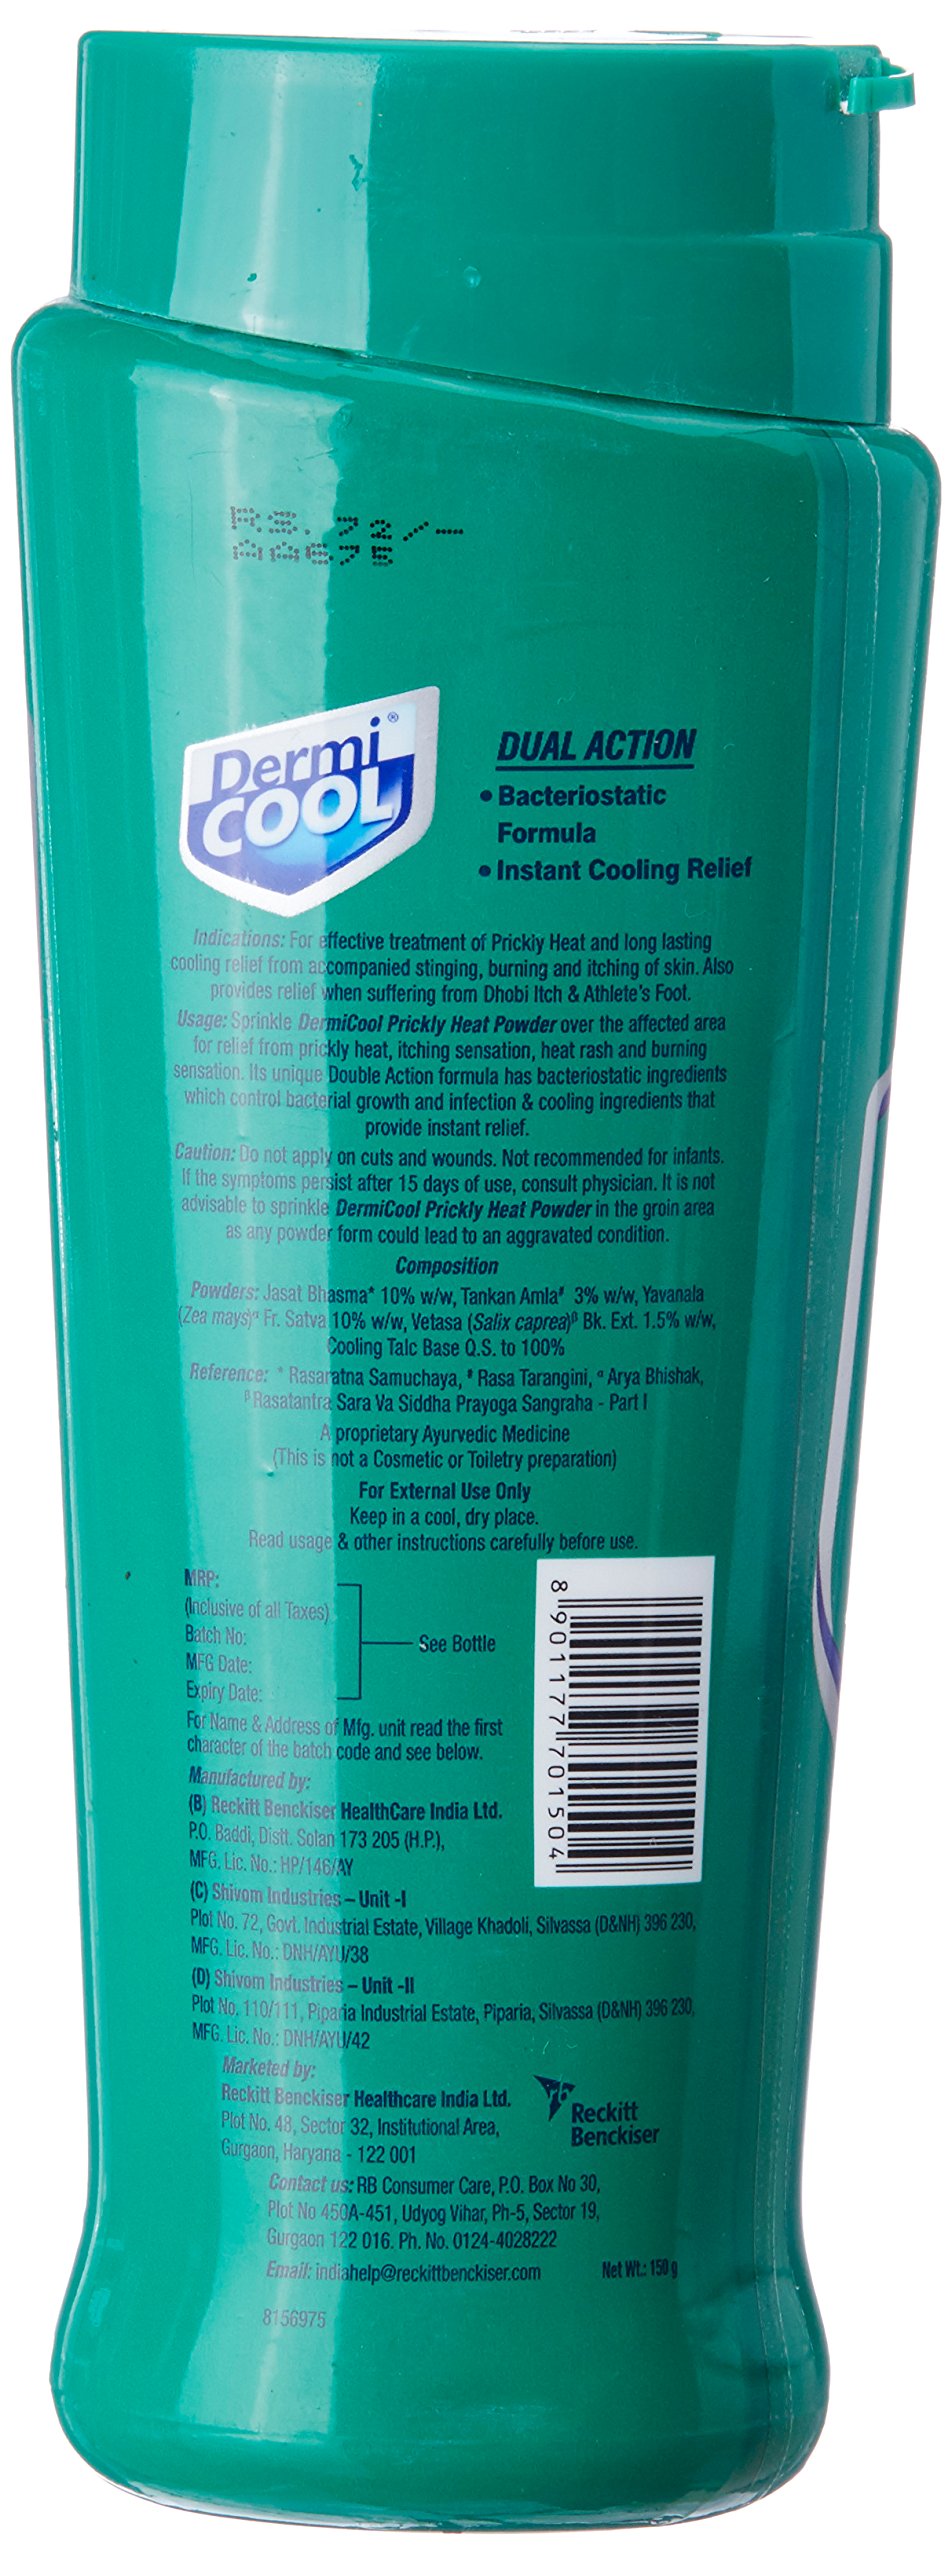 RS. 72/-
AA675
Dermi®
COOL
DUAL ACTION
• Bacteriostatic
Formula
• Instant Cooling Relief
Indications: For effective treatment of Prickly Heat and long lasting
cooling relief from accompanied stinging, burning and itching of skin. Also
provides relief when suffering from Dhobi Itch & Athlete's Foot.
Usage: Sprinkle DermiCool Prickly Heat Powder over the affected area
for relief from prickly heat, itching sensation, heat rash and burning
sensation. Its unique Double Action formula has bacteriostatic ingredients
which control bacterial growth and infection & cooling ingredients that
provide instant relief.
Caution: Do not apply on cuts and wounds. Not recommended for infants.
If the symptoms persist after 15 days of use, consult physician. It is not
advisable to sprinkle DermiCool Prickly Heat Powder in the groin area
as any powder form could lead to an aggravated condition.
Composition
Powders: Jasat Bhasma* 10% w/w, Tankan Amla# 3% w/w, Yavanala
(Zea mays)α Fr. Satva 10% w/w, Vetasa (Salix caprea)β Bk. Ext. 1.5% w/w,
Cooling Talc Base Q.S. to 100%
Reference: * Rasaratna Samuchaya, # Rasa Tarangini, α Arya Bhishak,
β Rasatantra Sara Va Siddha Prayoga Sangraha - Part I
A proprietary Ayurvedic Medicine
(This is not a Cosmetic or Toiletry preparation)
For External Use Only
Keep in a cool, dry place.
Read usage & other instructions carefully before use.
MRP:
(Inclusive of all Taxes)
Batch No:
MFG Date:
Expiry Date:
See Bottle
8 901177 701504
For Name & Address of Mfg. unit read the first
character of the batch code and see below.
Manufactured by:
(B) Reckitt Benckiser HealthCare India Ltd.
P.O. Baddi, Distt. Solan 173 205 (H.P.),
MFG. Lic. No.: HP/146/AY
(C) Shivom Industries – Unit -I
Plot No. 72, Govt. Industrial Estate, Village Khadoli, Silvassa (D&NH) 396 230,
MFG. Lic. No.: DNH/AYU/38
(D) Shivom Industries – Unit -II
Plot No. 110/111, Piparia Industrial Estate, Piparia, Silvassa (D&NH) 396 230,
MFG. Lic. No.: DNH/AYU/42
Marketed by:
Reckitt Benckiser Healthcare India Ltd.
Plot No. 48, Sector 32, Institutional Area,
Gurgaon, Haryana - 122 001
rb
Reckitt
Benckiser
Contact us: RB Consumer Care, P.O. Box No 30,
Plot No 450A-451, Udyog Vihar, Ph-5, Sector 19,
Gurgaon 122 016. Ph. No. 0124-4028222
Email: indiahelp@reckittbenckiser.com
Net Wt.: 150 g
8156975